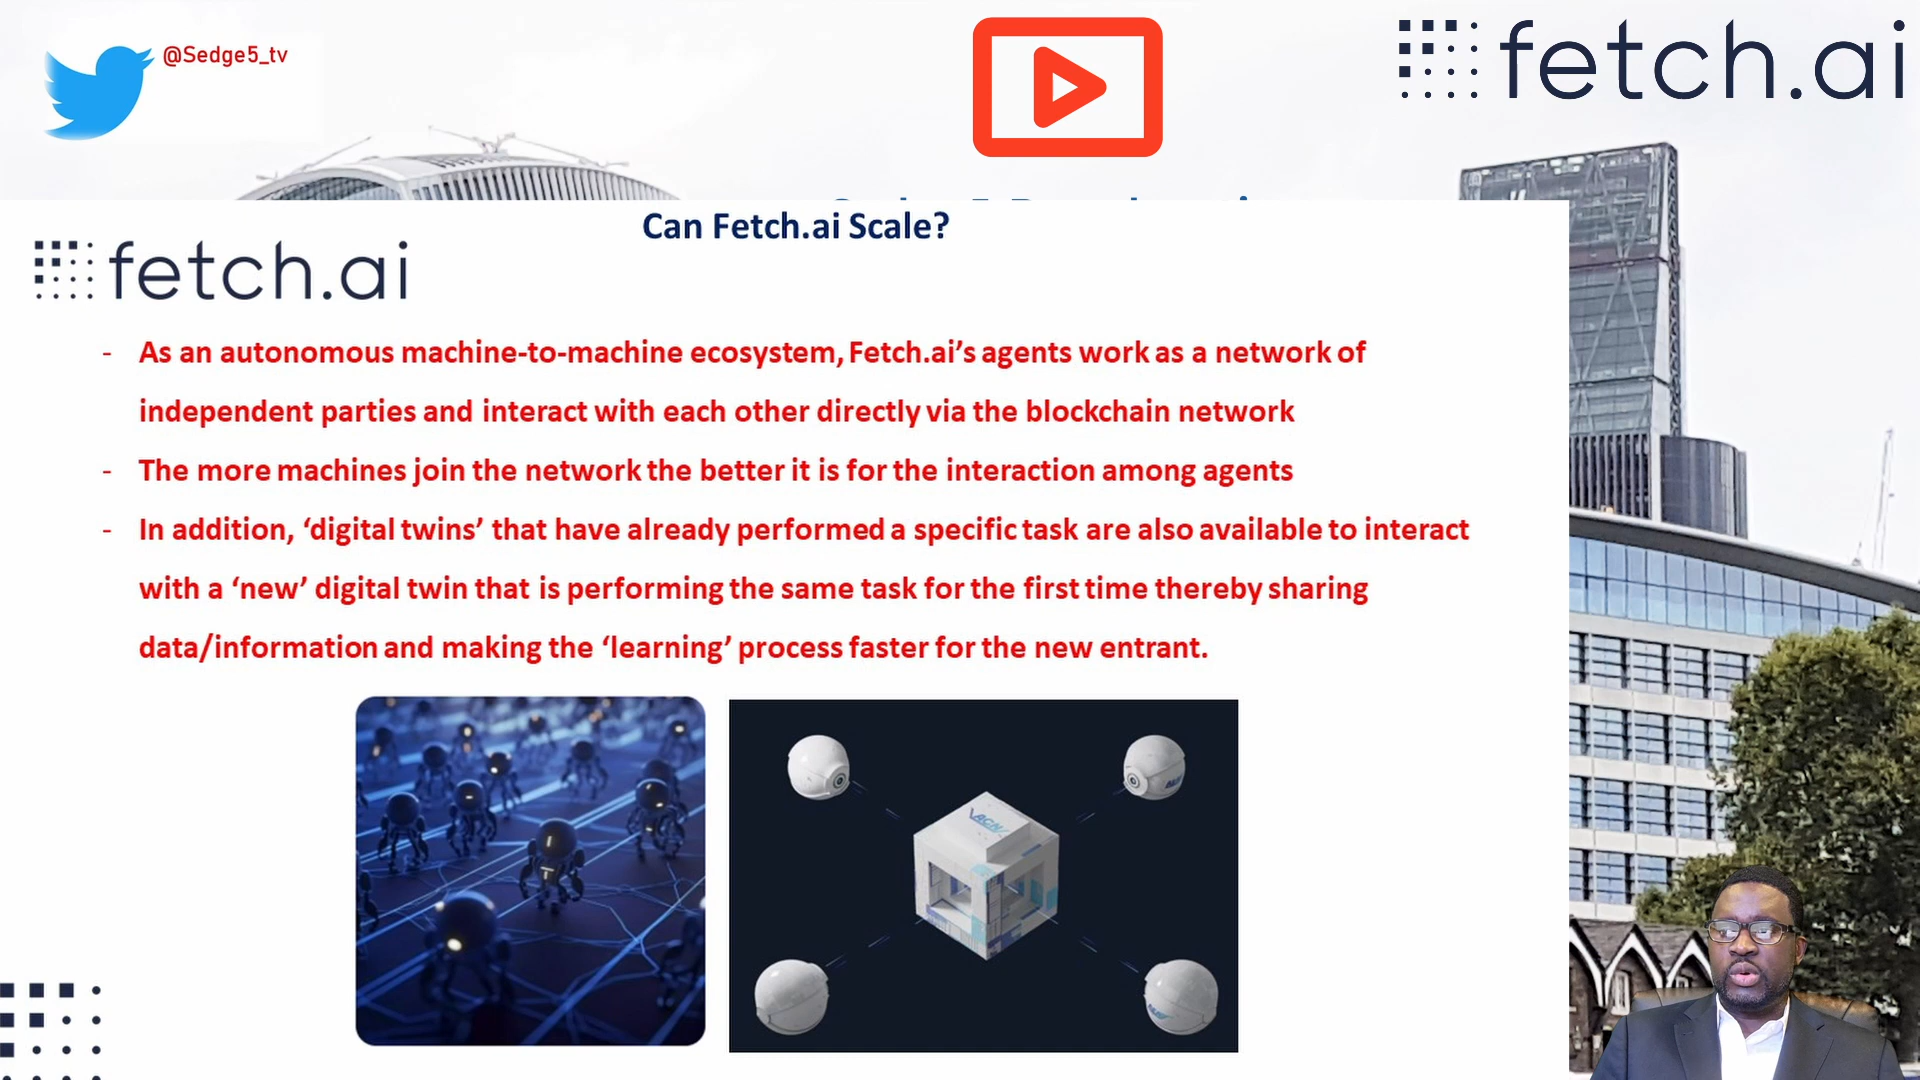 @Sedge5_tv
fetch.ai
Can Fetch.ai Scale?
fetch.ai
- As an autonomous machine-to-machine ecosystem, Fetch.ai’s agents work as a network of
independent parties and interact with each other directly via the blockchain network
- The more machines join the network the better it is for the interaction among agents
- In addition, ‘digital twins’ that have already performed a specific task are also available to interact
with a ‘new’ digital twin that is performing the same task for the first time thereby sharing
data/information and making the ‘learning’ process faster for the new entrant.